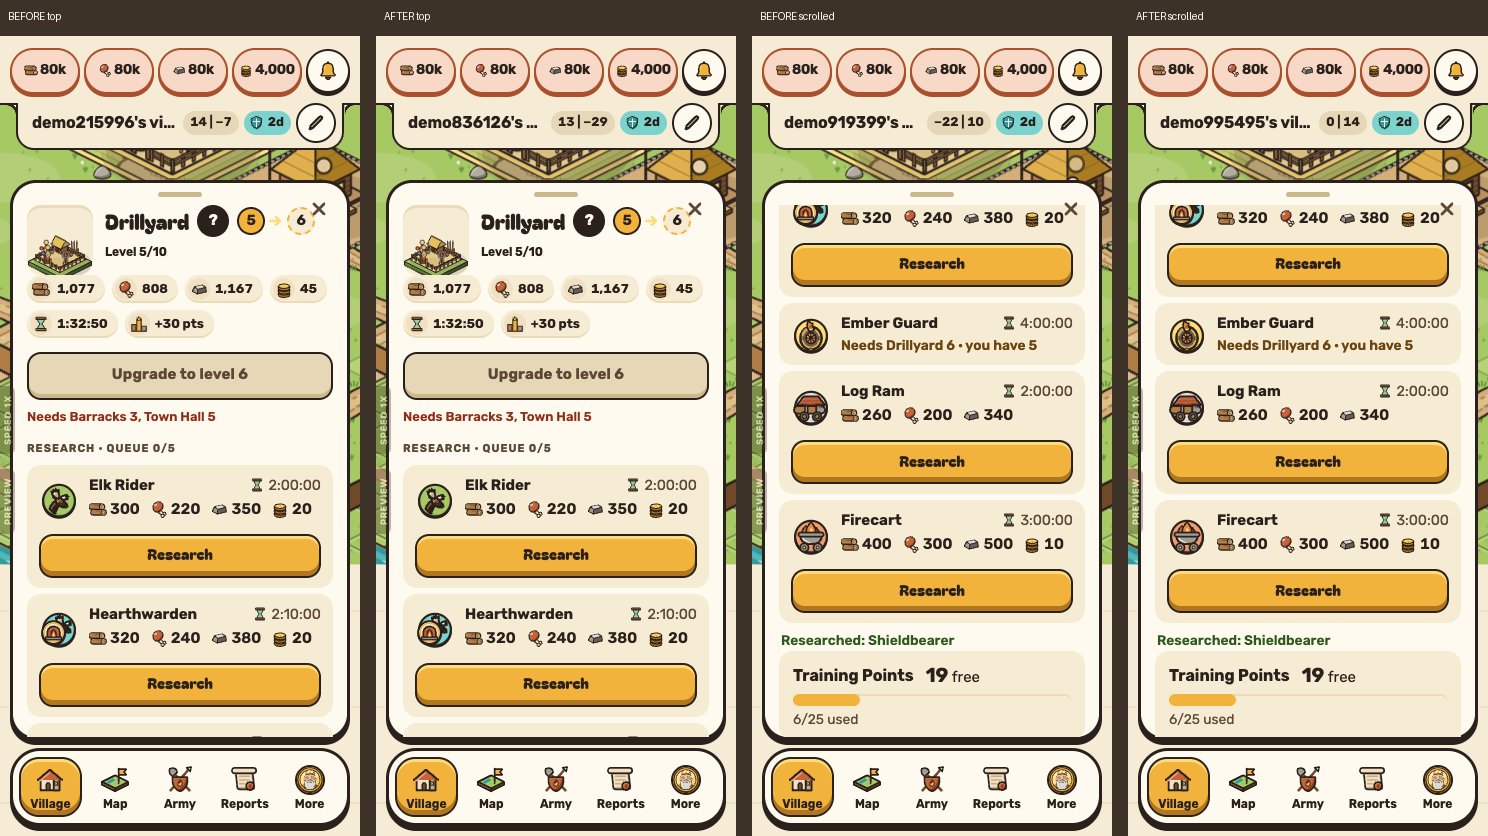 BEFORE top
80k 80k 80k 4,000
demo215996's vi... 14|−7 2d
Drillyard ? 5 6
Level 5/10
1,077 808 1,167 45
1:32:50 +30 pts
Upgrade to level 6
Needs Barracks 3, Town Hall 5
SPEED 1X
PREVIEW
RESEARCH • QUEUE 0/5
Elk Rider 2:00:00
300 220 350 20
Research
Hearthwarden 2:10:00
320 240 380 20
Research
Village Map Army Reports More
AFTER top
80k 80k 80k 4,000
demo836126's ... 13|−29 2d
Drillyard ? 5 6
Level 5/10
1,077 808 1,167 45
1:32:50 +30 pts
Upgrade to level 6
Needs Barracks 3, Town Hall 5
SPEED 1X
PREVIEW
RESEARCH • QUEUE 0/5
Elk Rider 2:00:00
300 220 350 20
Research
Hearthwarden 2:10:00
320 240 380 20
Research
Village Map Army Reports More
BEFORE scrolled
80k 80k 80k 4,000
demo919399's ... −22|10 2d
320 240 380 20
Research
Ember Guard 4:00:00
Needs Drillyard 6 • you have 5
Log Ram 2:00:00
260 200 340
SPEED 1X
PREVIEW
Research
Firecart 3:00:00
400 300 500 10
Research
Researched: Shieldbearer
Training Points 19 free
6/25 used
Village Map Army Reports More
AFTER scrolled
80k 80k 80k 4,000
demo995495's vil... 0|14 2d
320 240 380 20
Research
Ember Guard 4:00:00
Needs Drillyard 6 • you have 5
Log Ram 2:00:00
260 200 340
SPEED 1X
PREVIEW
Research
Firecart 3:00:00
400 300 500 10
Research
Researched: Shieldbearer
Training Points 19 free
6/25 used
Village Map Army Reports More